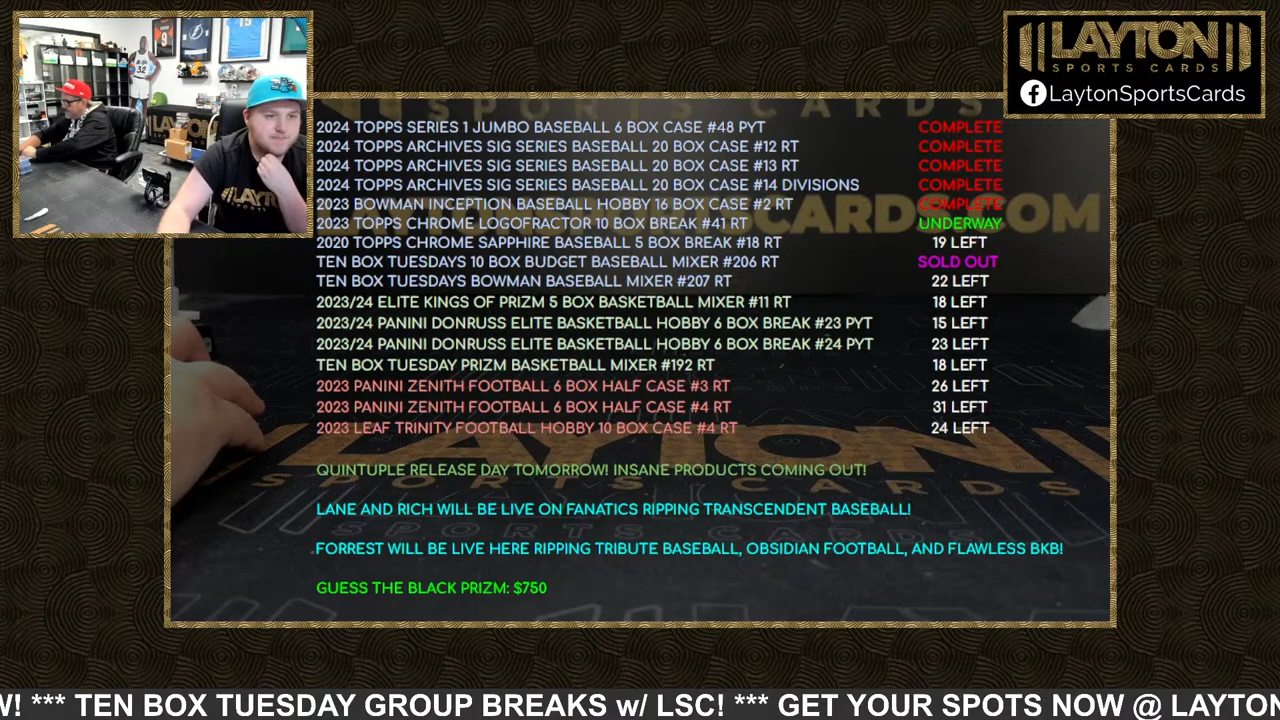 LAYTON
SPORTS CARDS
LaytonSportsCards
SPORTS CARDS
2024 TOPPS SERIES 1 JUMBO BASEBALL 6 BOX CASE #48 PYT COMPLETE
2024 TOPPS ARCHIVES SIG SERIES BASEBALL 20 BOX CASE #12 RT COMPLETE
2024 TOPPS ARCHIVES SIG SERIES BASEBALL 20 BOX CASE #13 RT COMPLETE
2024 TOPPS ARCHIVES SIG SERIES BASEBALL 20 BOX CASE #14 DIVISIONS COMPLETE
2023 BOWMAN INCEPTION BASEBALL HOBBY 16 BOX CASE #2 RT COMPLETE
CARDS.COM
2023 TOPPS CHROME LOGOFRACTOR 10 BOX BREAK #41 RT UNDERWAY
2020 TOPPS CHROME SAPPHIRE BASEBALL 5 BOX BREAK #18 RT 19 LEFT
TEN BOX TUESDAYS 10 BOX BUDGET BASEBALL MIXER #206 RT SOLD OUT
TEN BOX TUESDAYS BOWMAN BASEBALL MIXER #207 RT 22 LEFT
2023/24 ELITE KINGS OF PRIZM 5 BOX BASKETBALL MIXER #11 RT 18 LEFT
2023/24 PANINI DONRUSS ELITE BASKETBALL HOBBY 6 BOX BREAK #23 PYT 15 LEFT
2023/24 PANINI DONRUSS ELITE BASKETBALL HOBBY 6 BOX BREAK #24 PYT 23 LEFT
TEN BOX TUESDAY PRIZM BASKETBALL MIXER #192 RT 18 LEFT
2023 PANINI ZENITH FOOTBALL 6 BOX HALF CASE #3 RT 26 LEFT
2023 PANINI ZENITH FOOTBALL 6 BOX HALF CASE #4 RT 31 LEFT
2023 LEAF TRINITY FOOTBALL HOBBY 10 BOX CASE #4 RT 24 LEFT
LAYTON
SPORTS CARDS
QUINTUPLE RELEASE DAY TOMORROW! INSANE PRODUCTS COMING OUT!
LANE AND RICH WILL BE LIVE ON FANATICS RIPPING TRANSCENDENT BASEBALL!
FORREST WILL BE LIVE HERE RIPPING TRIBUTE BASEBALL, OBSIDIAN FOOTBALL, AND FLAWLESS BKB!
GUESS THE BLACK PRIZM: $750
W! *** TEN BOX TUESDAY GROUP BREAKS w/ LSC! *** GET YOUR SPOTS NOW @ LAYTON